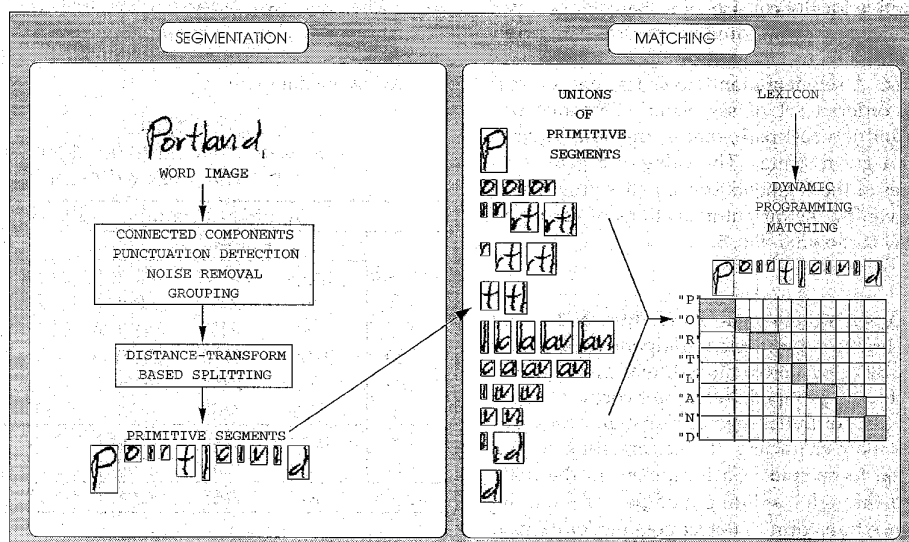 SEGMENTATION
Portland,
WORD IMAGE
CONNECTED COMPONENTS
PUNCTUATION DETECTION
NOISE REMOVAL
GROUPING
DISTANCE-TRANSFORM
BASED SPLITTING
PRIMITIVE SEGMENTS
MATCHING
UNIONS
OF
PRIMITIVE
SEGMENTS
LEXICON
DYNAMIC
PROGRAMMING
MATCHING
"P"
"O"
"R"
"T"
"L"
"A"
"N"
"D"